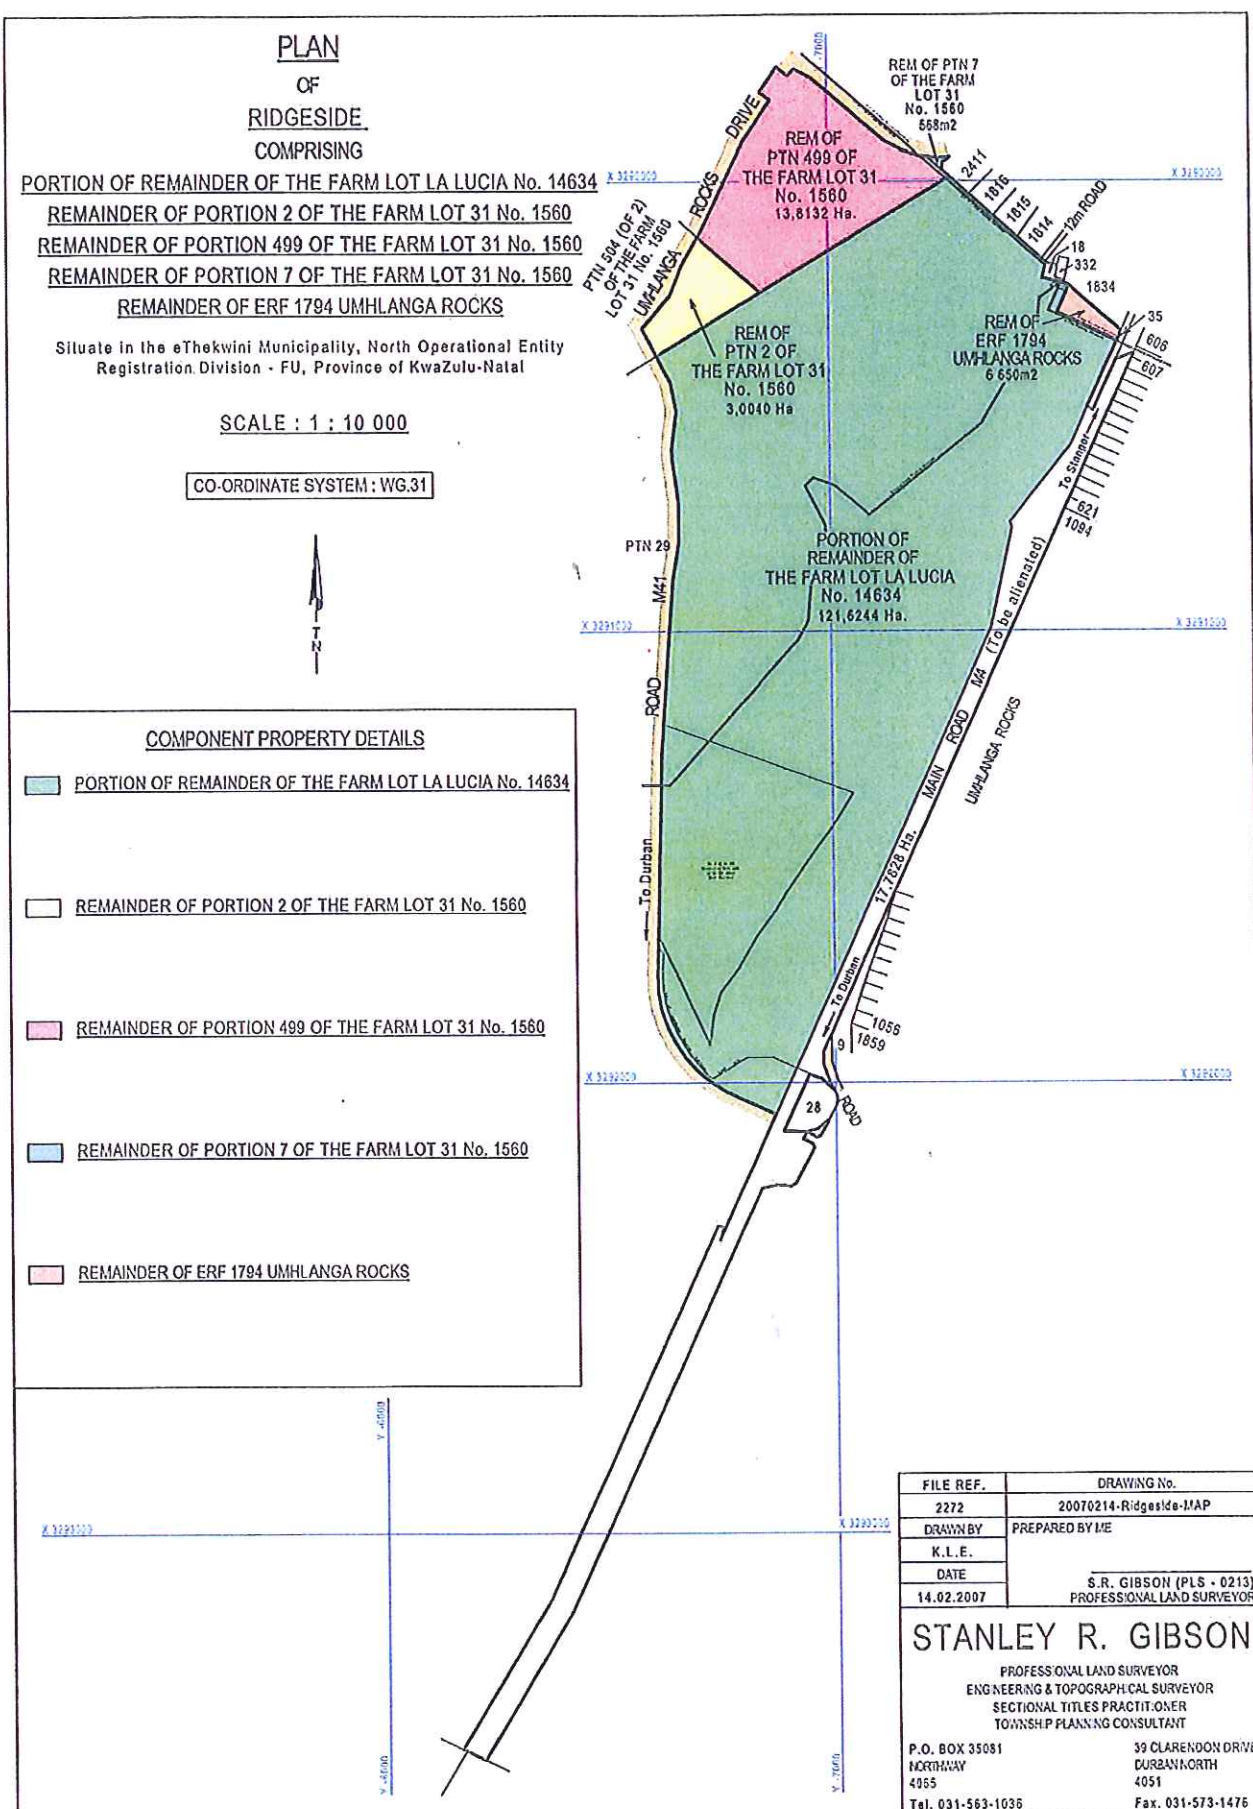 PLAN
OF
RIDGESIDE
COMPRISING
PORTION OF REMAINDER OF THE FARM LOT LA LUCIA No. 14634
REMAINDER OF PORTION 2 OF THE FARM LOT 31 No. 1560
REMAINDER OF PORTION 499 OF THE FARM LOT 31 No. 1560
REMAINDER OF PORTION 7 OF THE FARM LOT 31 No. 1560
REMAINDER OF ERF 1794 UMHLANGA ROCKS
Situate in the eThekwini Municipality, North Operational Entity
Registration Division - FU, Province of KwaZulu-Natal
SCALE : 1 : 10 000
CO-ORDINATE SYSTEM : WG.31
T
N
REM OF PTN 7
OF THE FARM
LOT 31
No. 1560
568m2
REM OF
PTN 499 OF
THE FARM LOT 31
No. 1560
13,8132 Ha.
UMHLANGA ROCKS DRIVE
PTN 504 (OF 2)
OF THE FARM
LOT 31 No. 1560
2411
1816
1815
1814
12m ROAD
18
332
1834
35
606
607
REM OF
PTN 2 OF
THE FARM LOT 31
No. 1560
3,0040 Ha
REM OF
ERF 1794
UMHLANGA ROCKS
6 650m2
To Stanger
621
1094
PORTION OF
REMAINDER OF
THE FARM LOT LA LUCIA
No. 14634
121,6244 Ha.
PTN 29
ROAD M41
To Durban
17.7628 Ha. MAIN ROAD M4 (To be alienated)
UMHLANGA ROCKS
To Durban
1056
1859
9
28
ROAD
X 3290000
X 3290000
X 3291000
X 3291000
X 3292000
X 3292000
X 3293000
X 3293000
-7000
Y -6000
Y -6000
Y -7000
COMPONENT PROPERTY DETAILS
PORTION OF REMAINDER OF THE FARM LOT LA LUCIA No. 14634
REMAINDER OF PORTION 2 OF THE FARM LOT 31 No. 1560
REMAINDER OF PORTION 499 OF THE FARM LOT 31 No. 1560
REMAINDER OF PORTION 7 OF THE FARM LOT 31 No. 1560
REMAINDER OF ERF 1794 UMHLANGA ROCKS
FILE REF. DRAWING No.
2272 20070214-Ridgeside-MAP
DRAWN BY PREPARED BY ME
K.L.E.
DATE
14.02.2007
S.R. GIBSON (PLS - 0213)
PROFESSIONAL LAND SURVEYOR
STANLEY R. GIBSON
PROFESSIONAL LAND SURVEYOR
ENGINEERING & TOPOGRAPHICAL SURVEYOR
SECTIONAL TITLES PRACTITIONER
TOWNSHIP PLANNING CONSULTANT
P.O. BOX 35081 39 CLARENDON DRIVE
NORTHWAY DURBAN NORTH
4065 4051
Tel. 031-563-1036 Fax. 031-573-1476